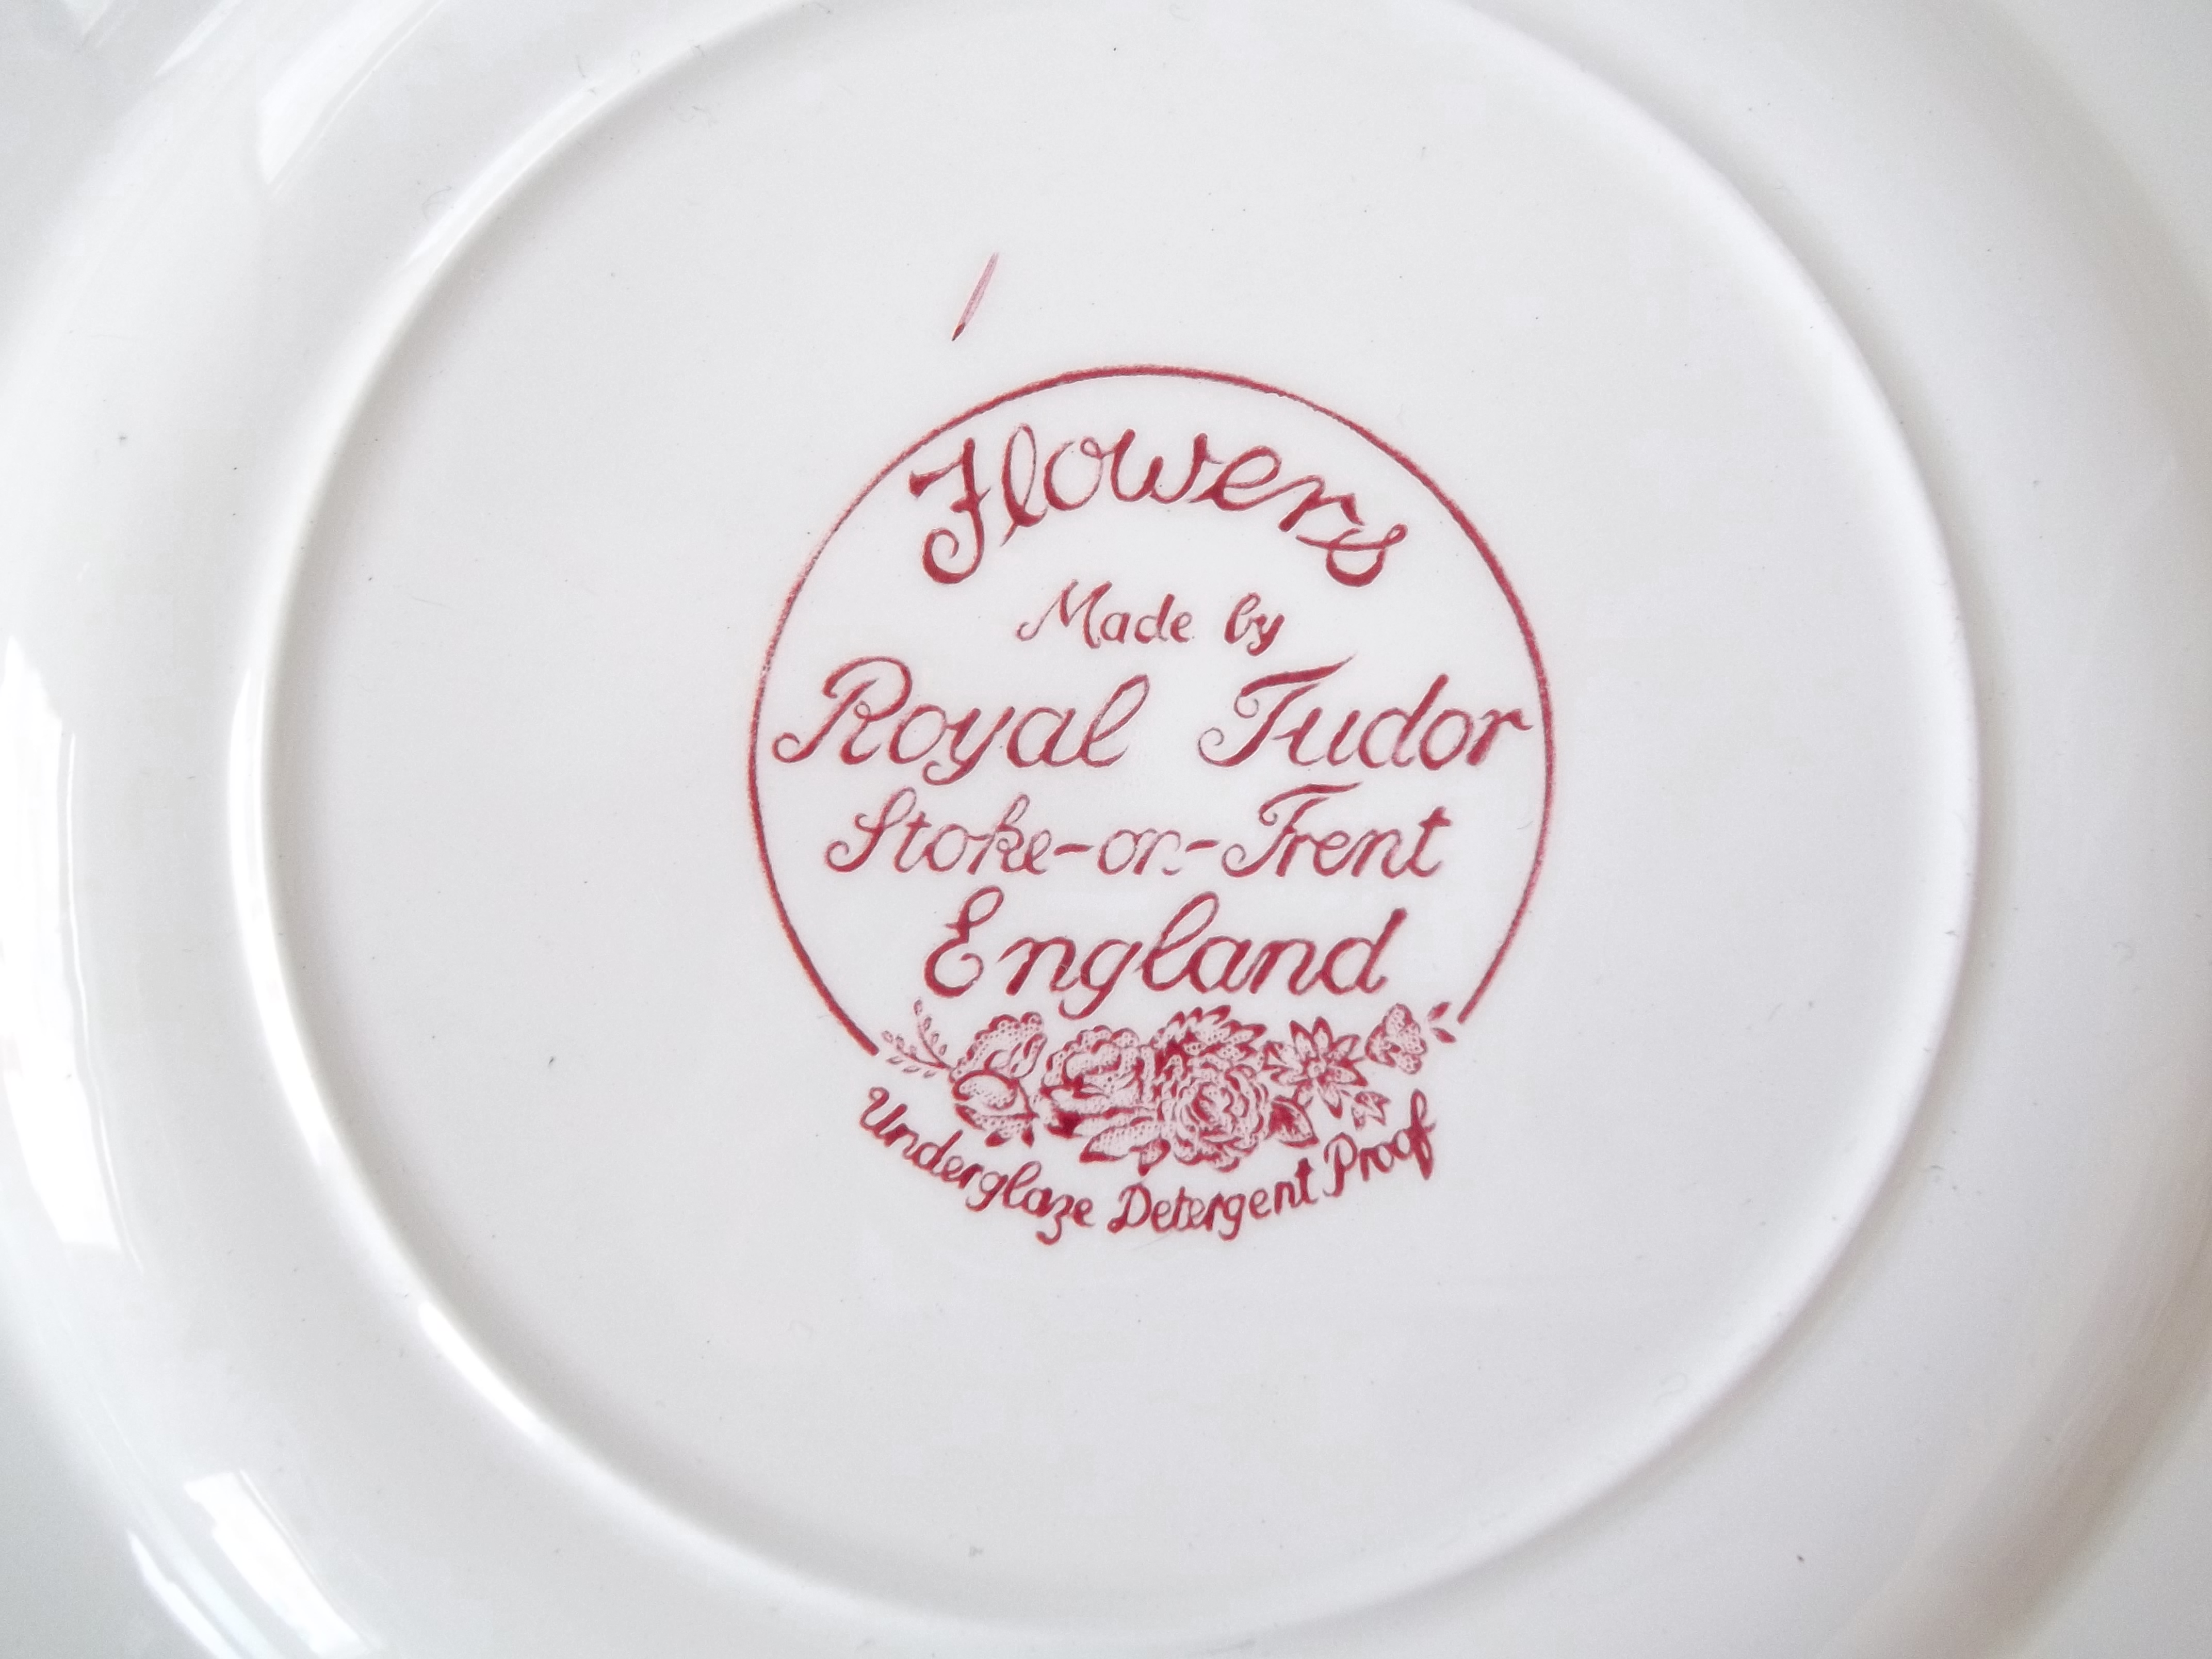 Flowers
Made by
Royal Tudor
Stoke-on-Trent
England
Underglaze Detergent Proof